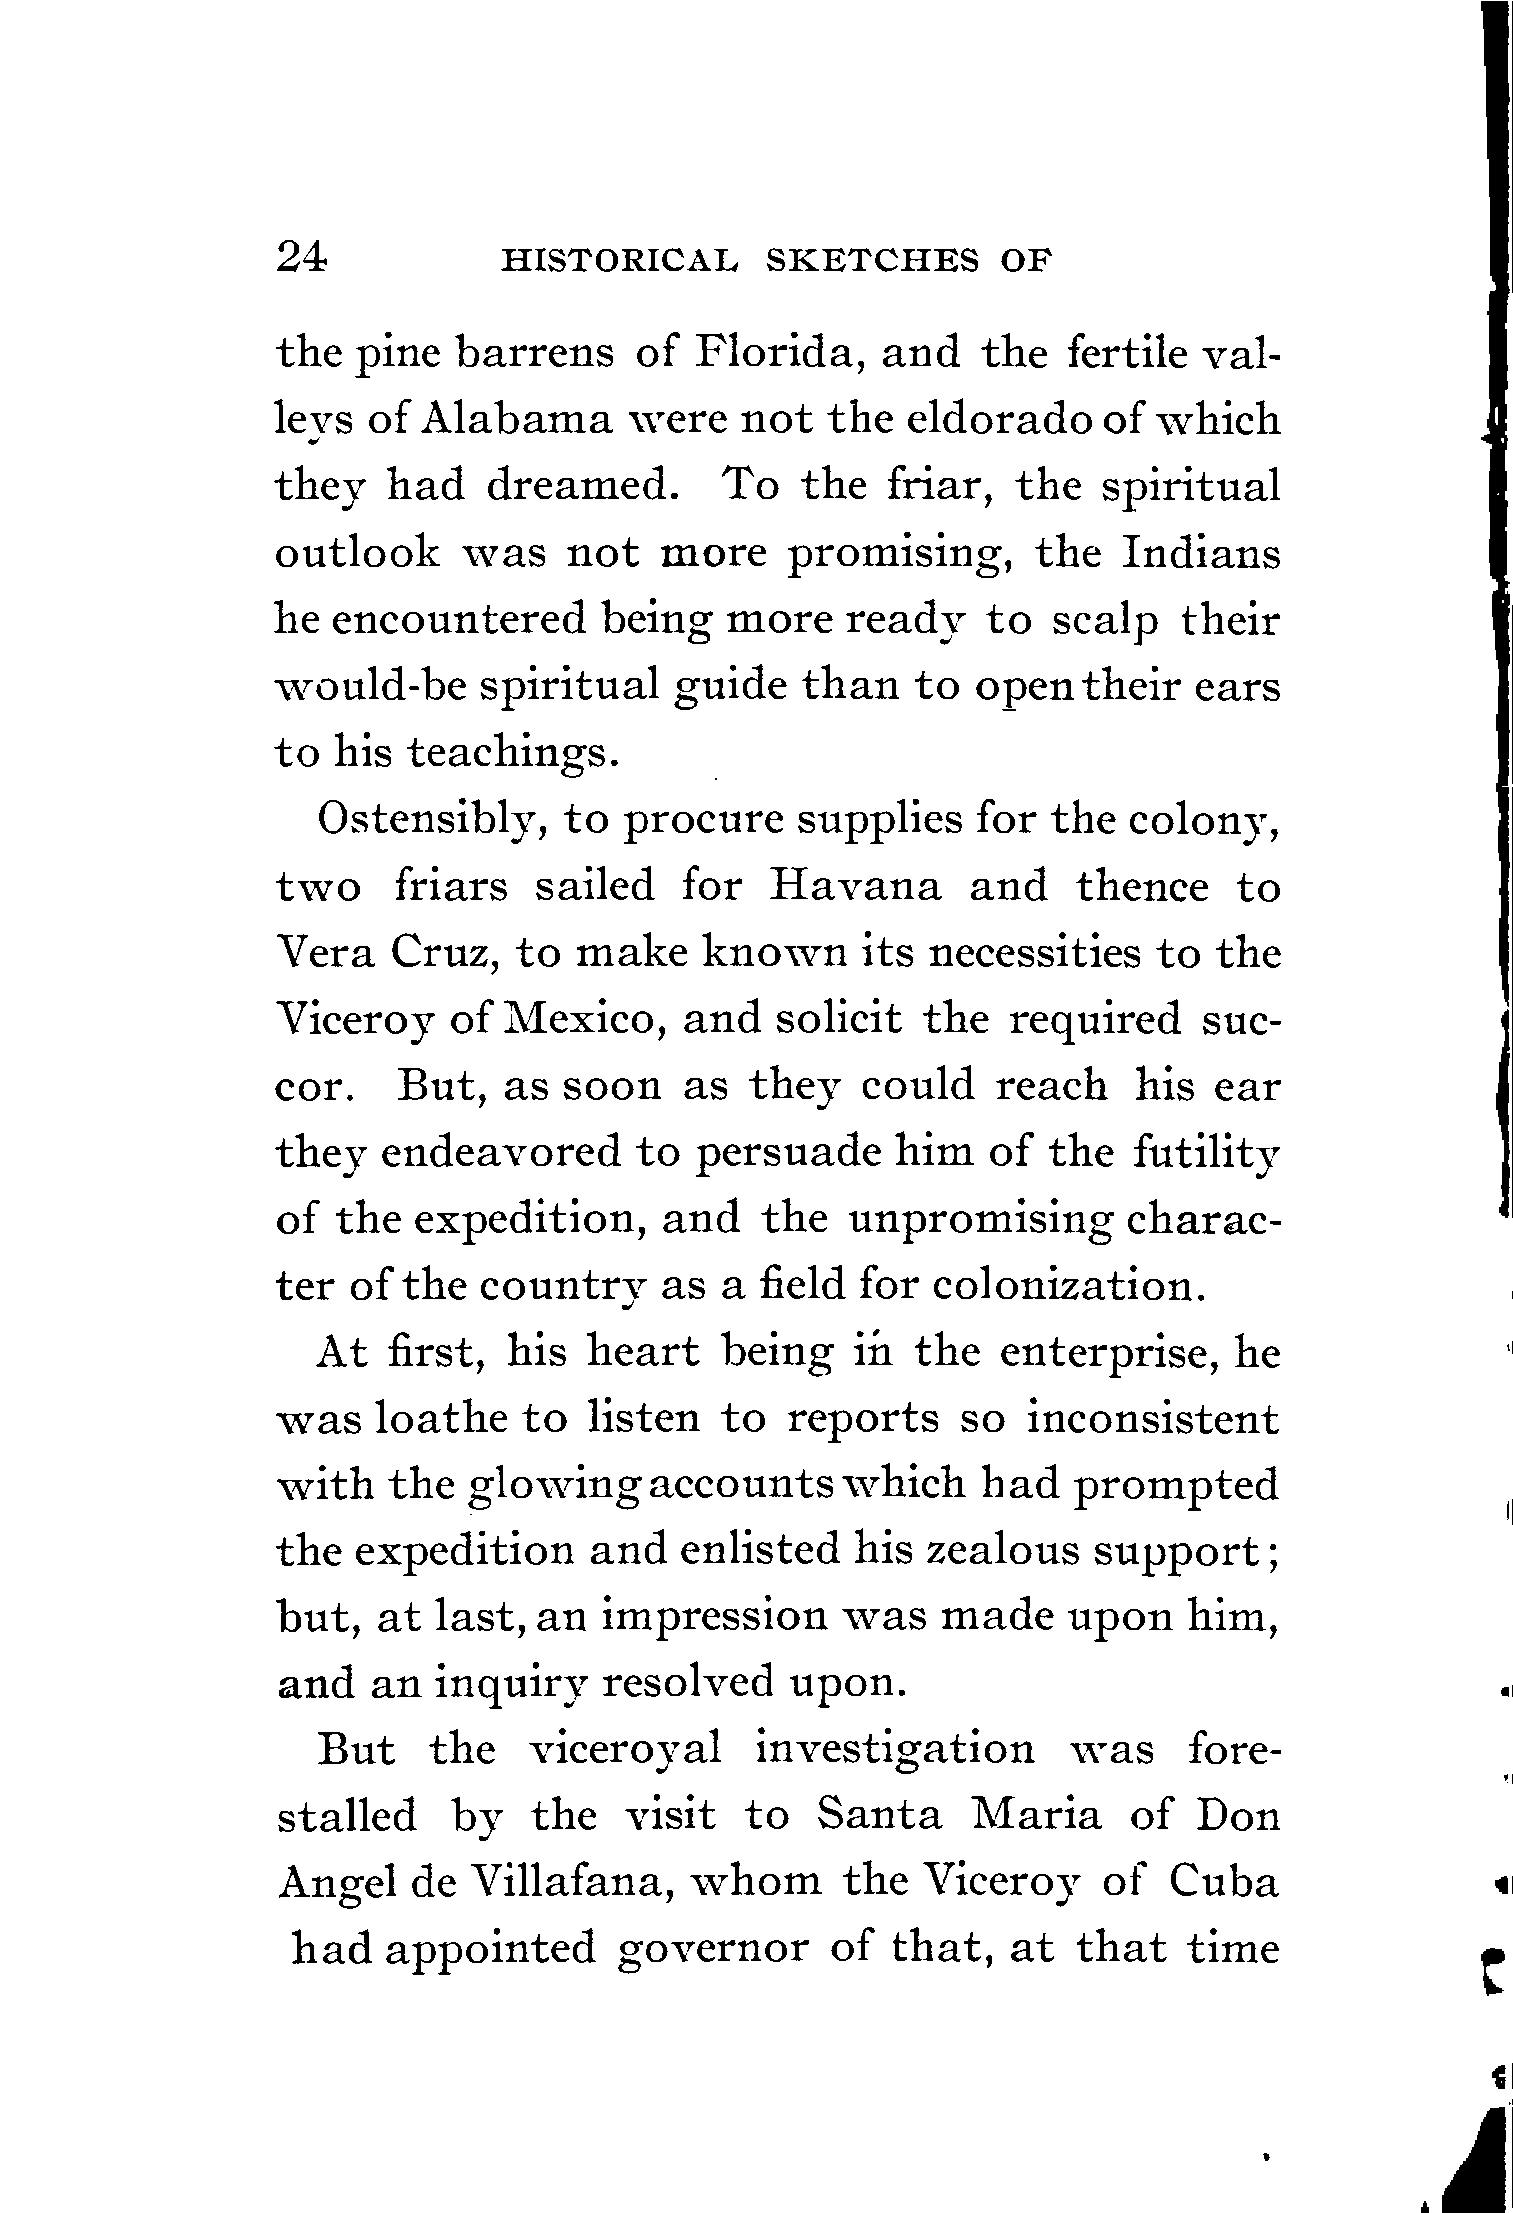 24 HISTORICAL SKETCHES OF
the pine barrens of Florida, and the fertile val-
leys of Alabama were not the eldorado of which
they had dreamed. To the friar, the spiritual
outlook was not more promising, the Indians
he encountered being more ready to scalp their
would-be spiritual guide than to open their ears
to his teachings.
Ostensibly, to procure supplies for the colony,
two friars sailed for Havana and thence to
Vera Cruz, to make known its necessities to the
Viceroy of Mexico, and solicit the required suc-
cor. But, as soon as they could reach his ear
they endeavored to persuade him of the futility
of the expedition, and the unpromising charac-
ter of the country as a field for colonization.
At first, his heart being in the enterprise, he
was loathe to listen to reports so inconsistent
with the glowing accounts which had prompted
the expedition and enlisted his zealous support;
but, at last, an impression was made upon him,
and an inquiry resolved upon.
But the viceroyal investigation was fore-
stalled by the visit to Santa Maria of Don
Angel de Villafana, whom the Viceroy of Cuba
had appointed governor of that, at that time